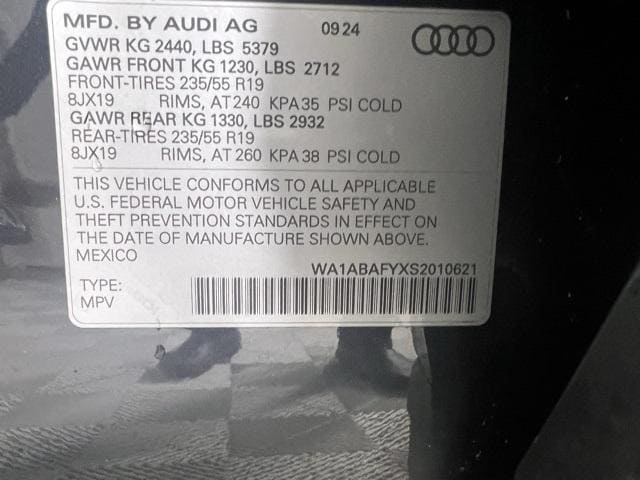 MFD. BY AUDI AG 09 24
GVWR KG 2440, LBS 5379
GAWR FRONT KG 1230, LBS 2712
FRONT-TIRES 235/55 R19
8JX19 RIMS, AT 240 KPA 35 PSI COLD
GAWR REAR KG 1330, LBS 2932
REAR-TIRES 235/55 R19
8JX19 RIMS, AT 260 KPA 38 PSI COLD
THIS VEHICLE CONFORMS TO ALL APPLICABLE
U.S. FEDERAL MOTOR VEHICLE SAFETY AND
THEFT PREVENTION STANDARDS IN EFFECT ON
THE DATE OF MANUFACTURE SHOWN ABOVE.
MEXICO
WA1ABAFYXS2010621
TYPE:
MPV